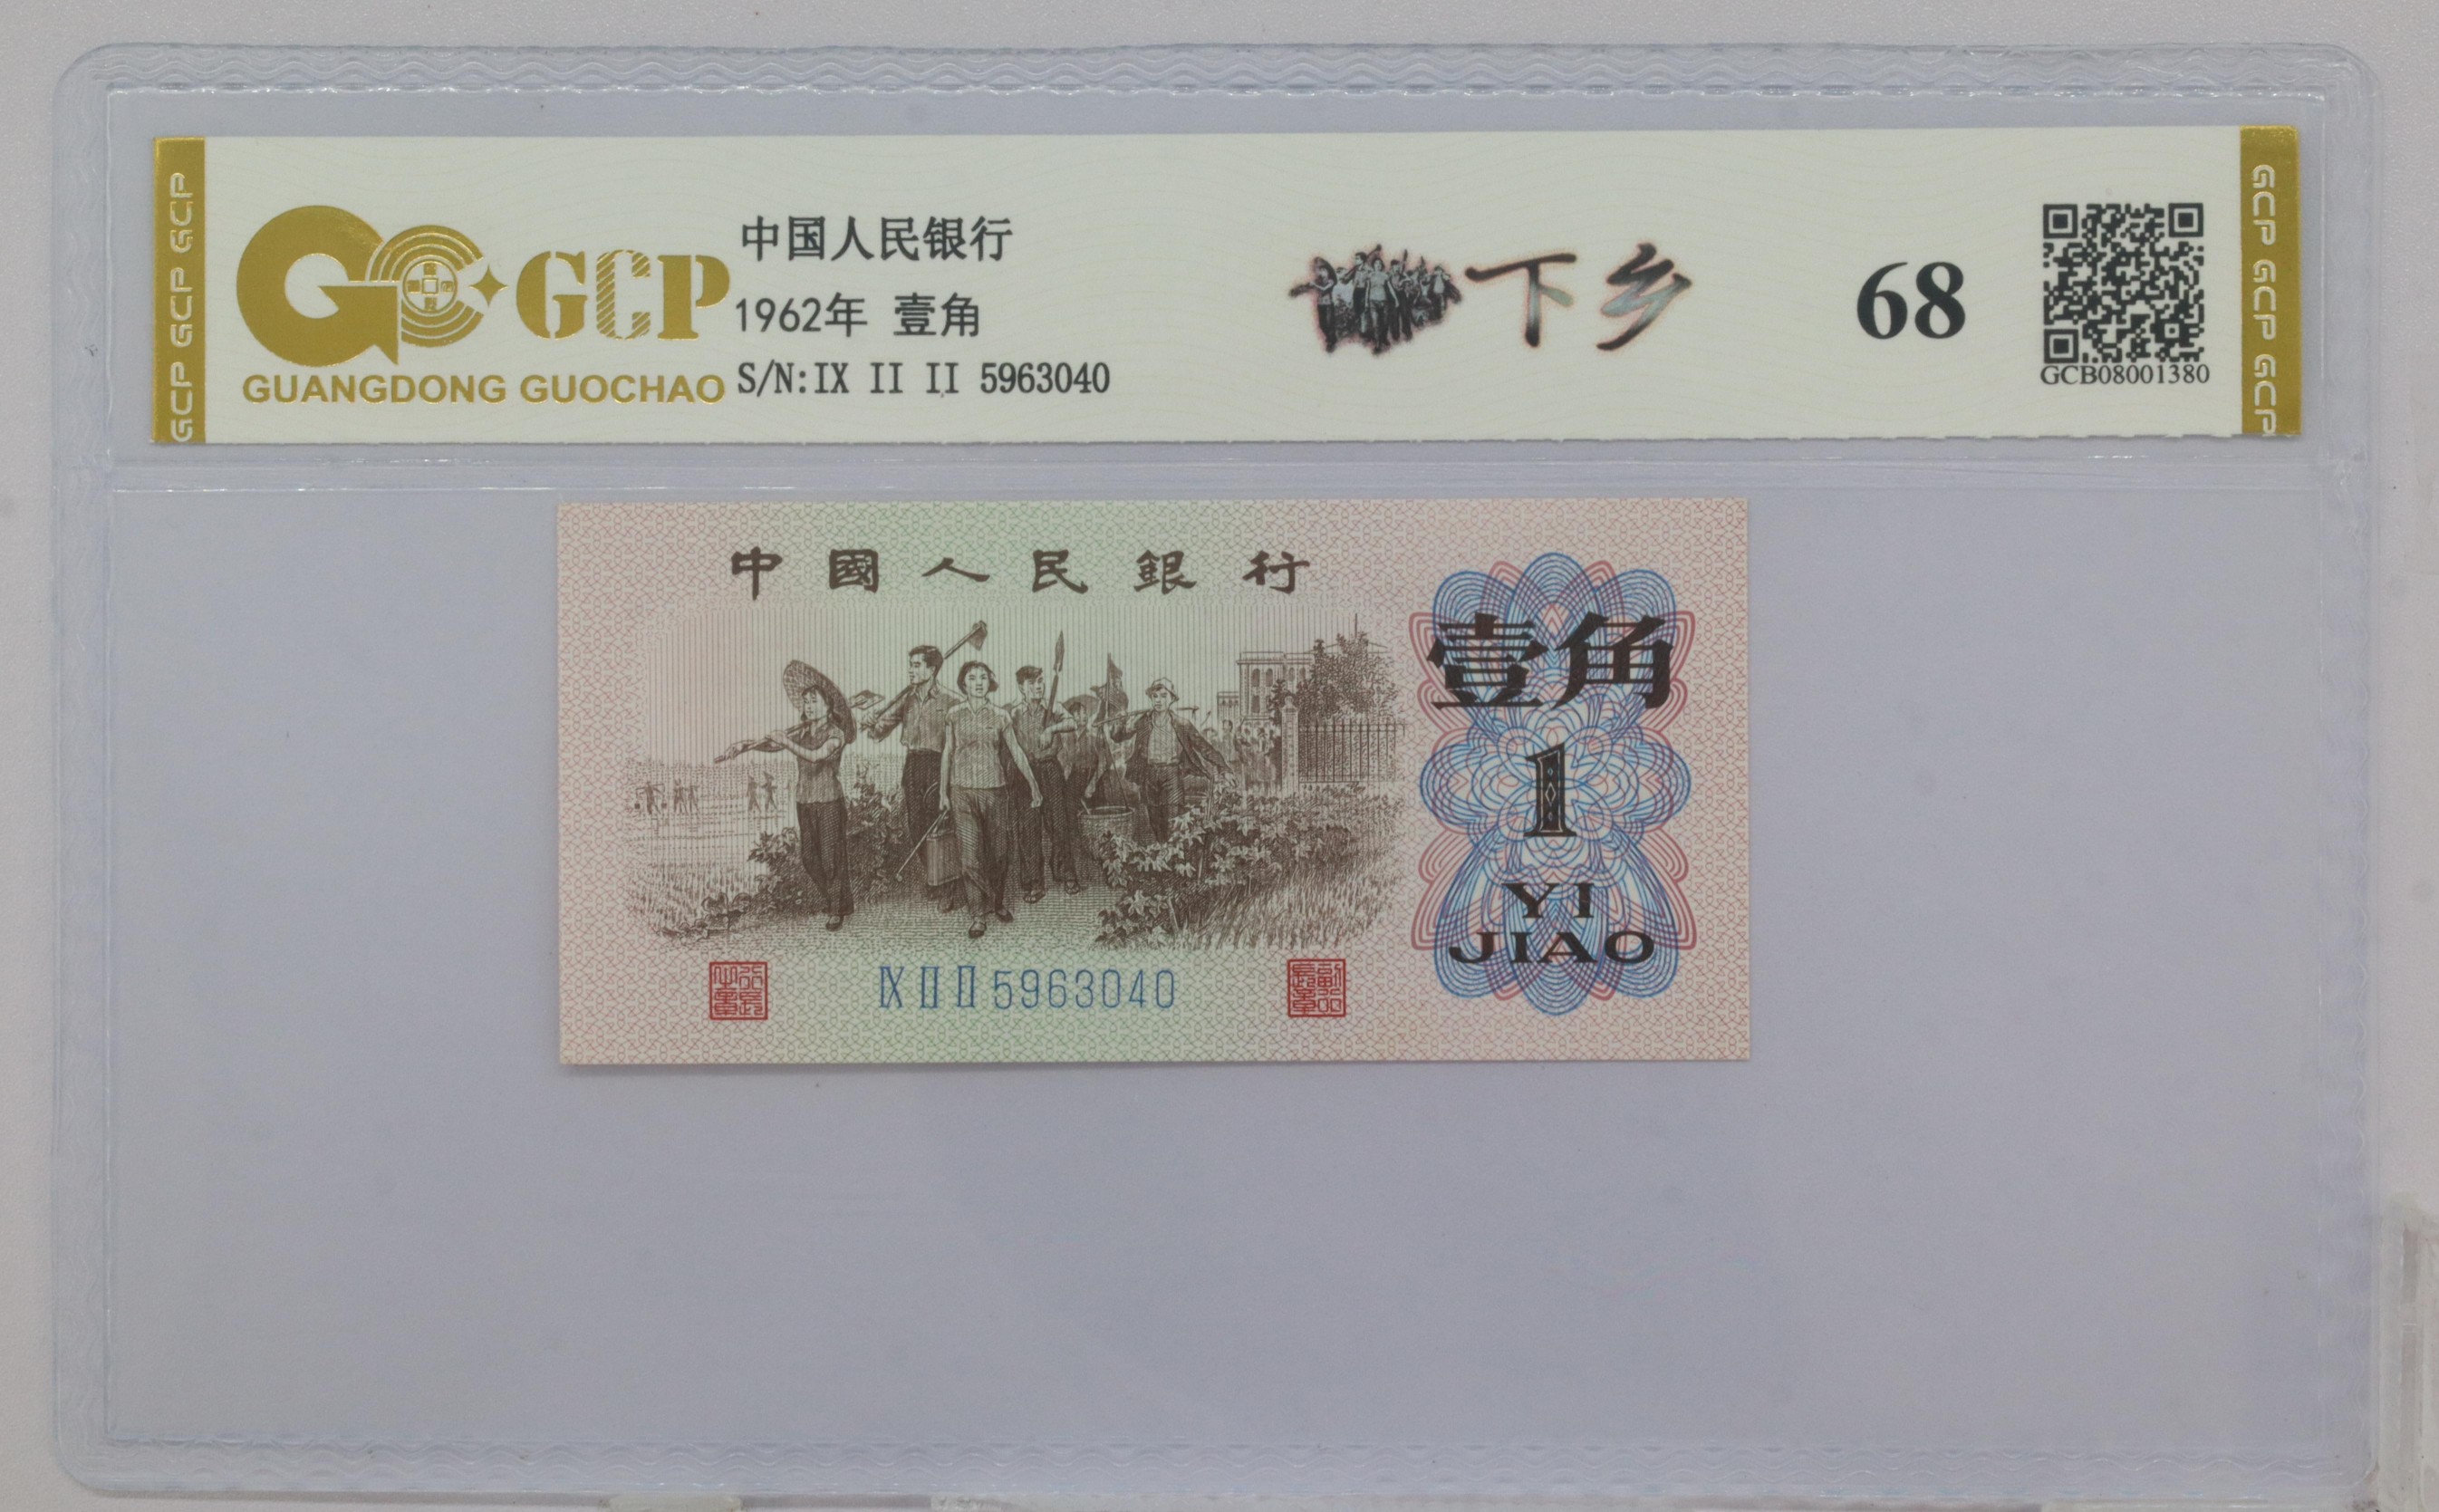 GCP GCP GCP
GCP
GUANGDONG GUOCHAO
中国人民银行
1962年 壹角
S/N:IX II II 5963040
下乡
68
GCB08001380
GCP GCP GCP
中國人民銀行
壹角
1
YI
JIAO
IX II II 5963040